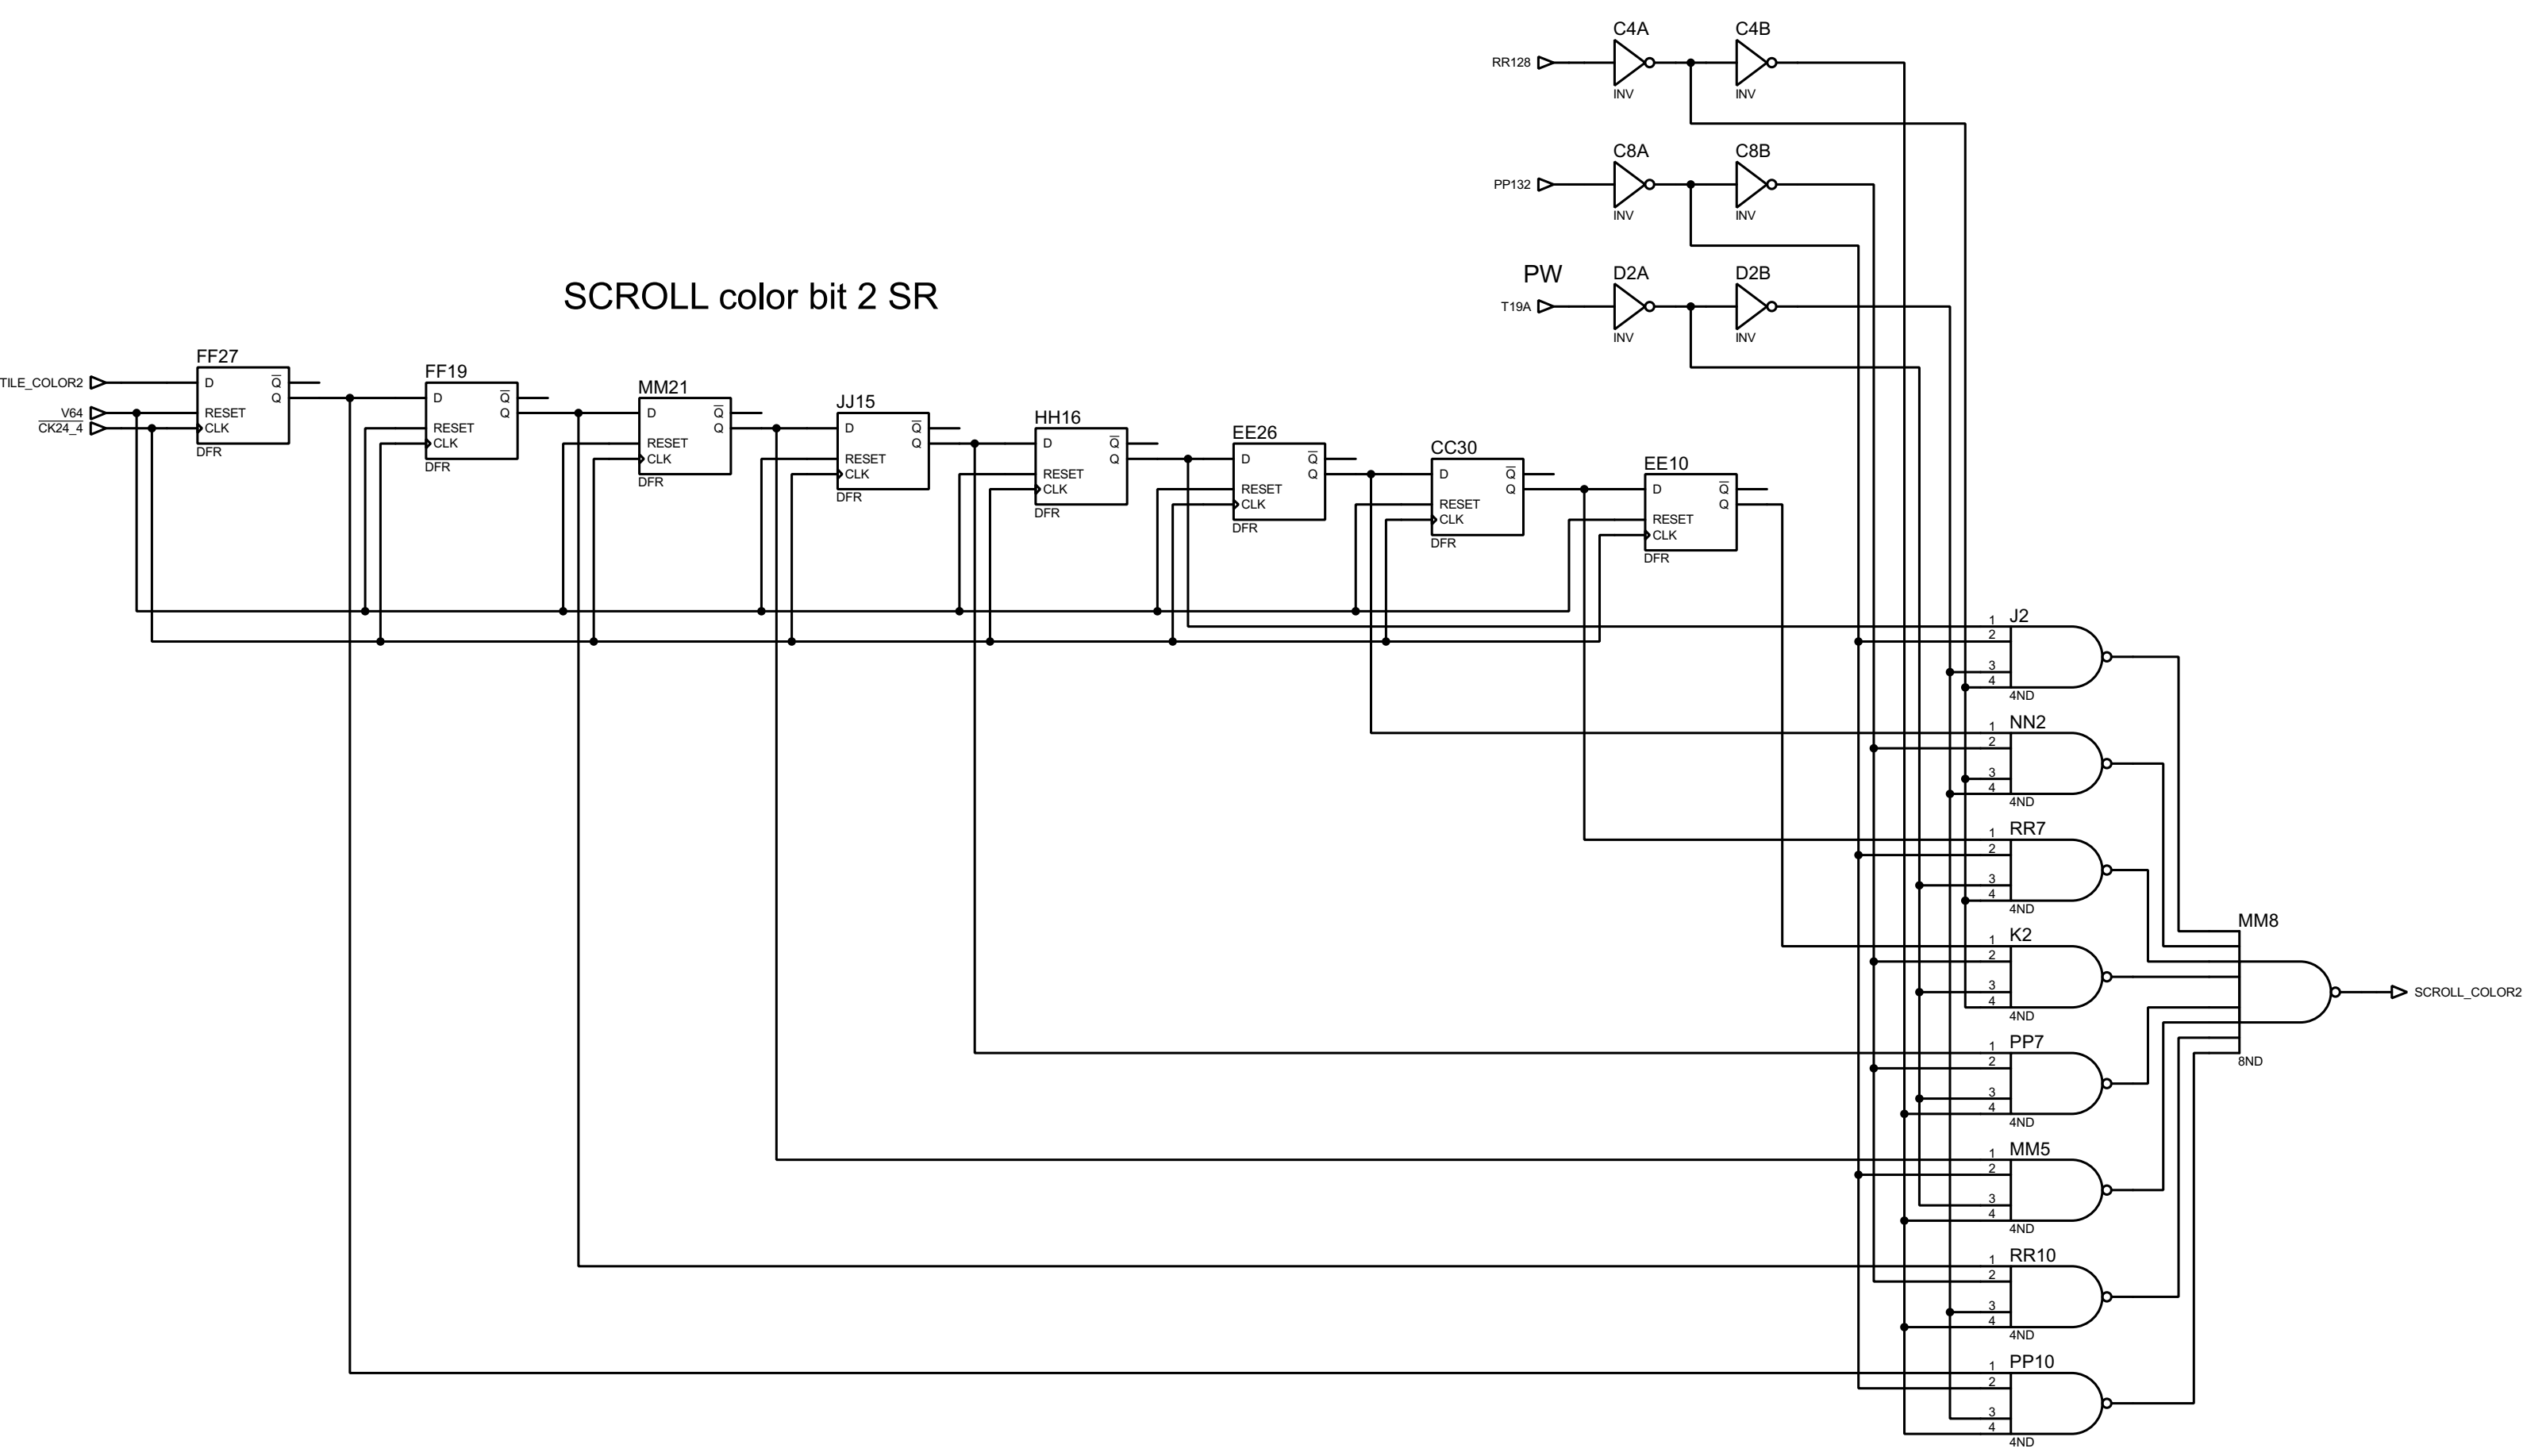 C4A
C4B
RR128
INV
INV
C8A
C8B
PP132
INV
INV
PW
D2A
D2B
T19A
INV
INV
SCROLL color bit 2 SR
FF27
TILE_COLOR2
V64
CK24_4
D
Q
Q
RESET
CLK
DFR
FF19
D
Q
Q
RESET
CLK
DFR
MM21
D
Q
Q
RESET
CLK
DFR
JJ15
D
Q
Q
RESET
CLK
DFR
HH16
D
Q
Q
RESET
CLK
DFR
EE26
D
Q
Q
RESET
CLK
DFR
CC30
D
Q
Q
RESET
CLK
DFR
EE10
D
Q
Q
RESET
CLK
DFR
J2
1
2
3
4
4ND
NN2
1
2
3
4
4ND
RR7
1
2
3
4
4ND
K2
1
2
3
4
4ND
PP7
1
2
3
4
4ND
MM5
1
2
3
4
4ND
RR10
1
2
3
4
4ND
PP10
1
2
3
4
4ND
MM8
8ND
SCROLL_COLOR2